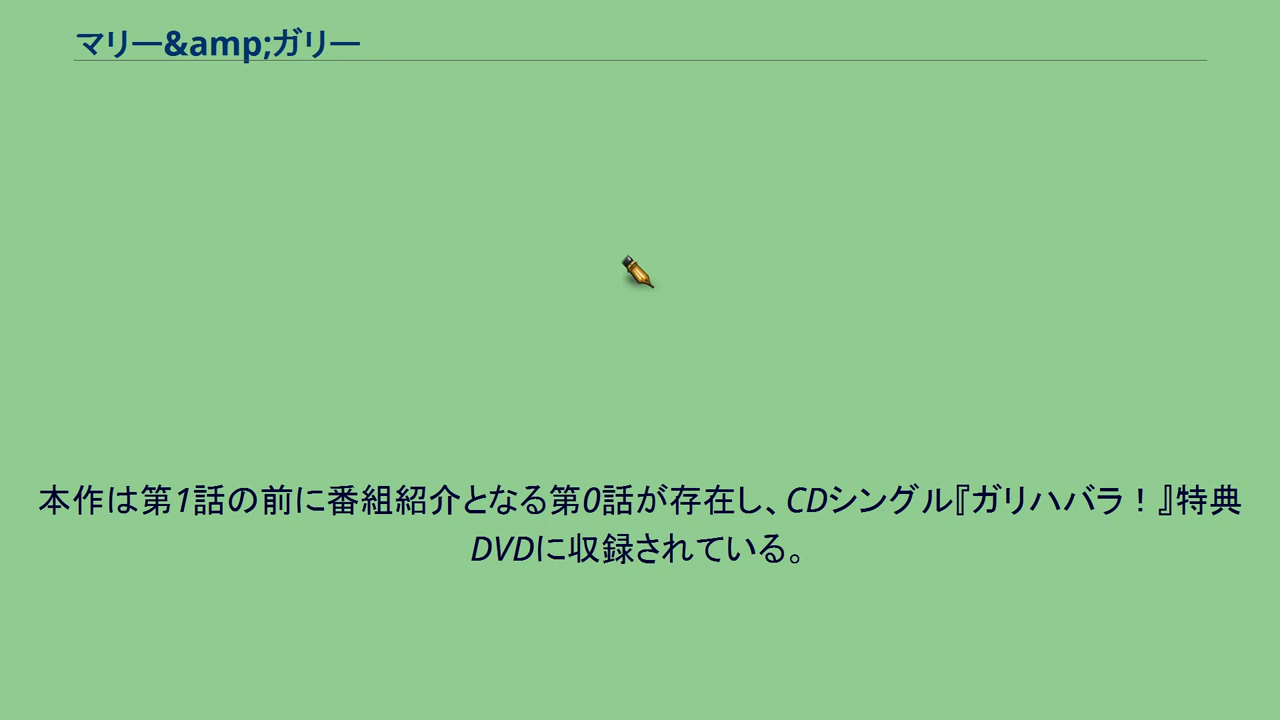 マリー&amp;ガリー
本作は第1話の前に番組紹介となる第0話が存在し、CDシングル『ガリハバラ！』特典
DVDに収録されている。